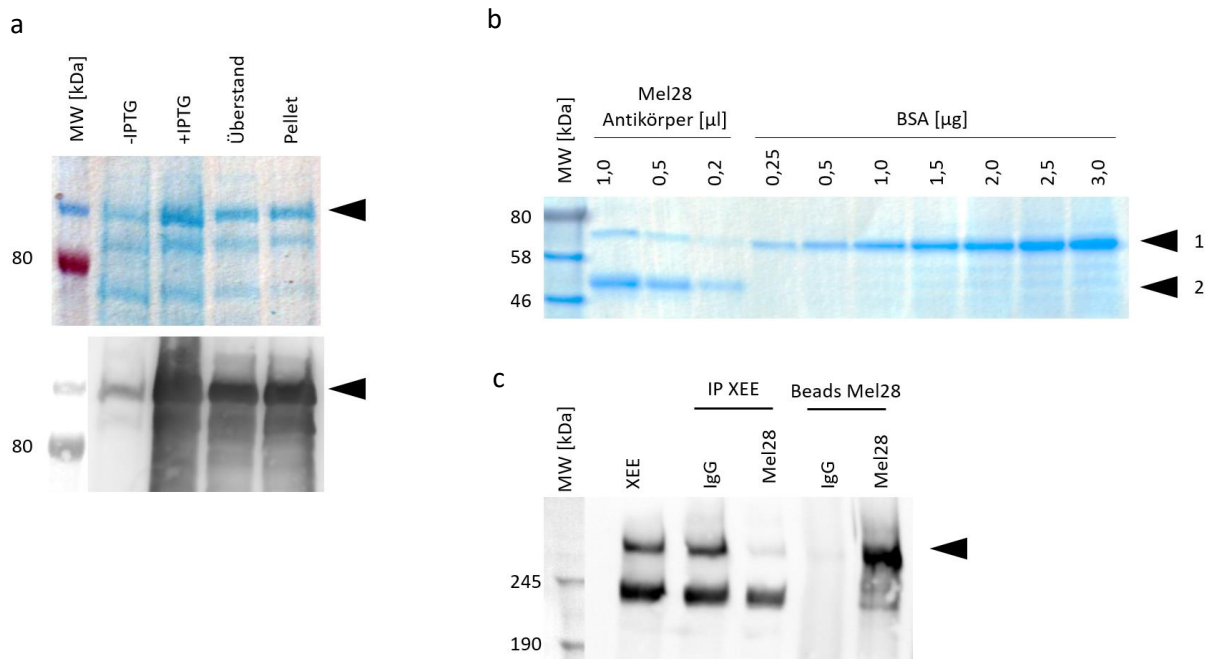 a
MW [kDa]
-IPTG
+IPTG
Überstand
Pellet
80
80
b
MW [kDa]
Mel28
Antikörper [µl]
BSA [µg]
1,0
0,5
0,2
0,25
0,5
1,0
1,5
2,0
2,5
3,0
80
58
46
1
2
c
IP XEE
Beads Mel28
MW [kDa]
XEE
IgG
Mel28
IgG
Mel28
245
190